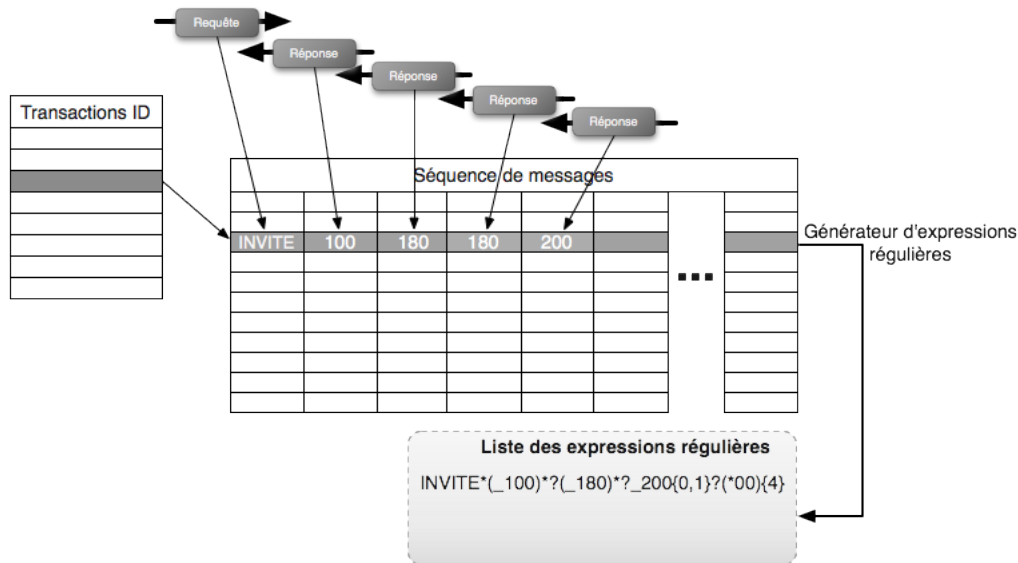 Requête
Réponse
Réponse
Réponse
Réponse
Transactions ID
Séquence de messages
INVITE 100 180 180 200
...
Générateur d'expressions
régulières
Liste des expressions régulières
INVITE*(_100)*?(_180)*?_200{0,1}?(*00){4}